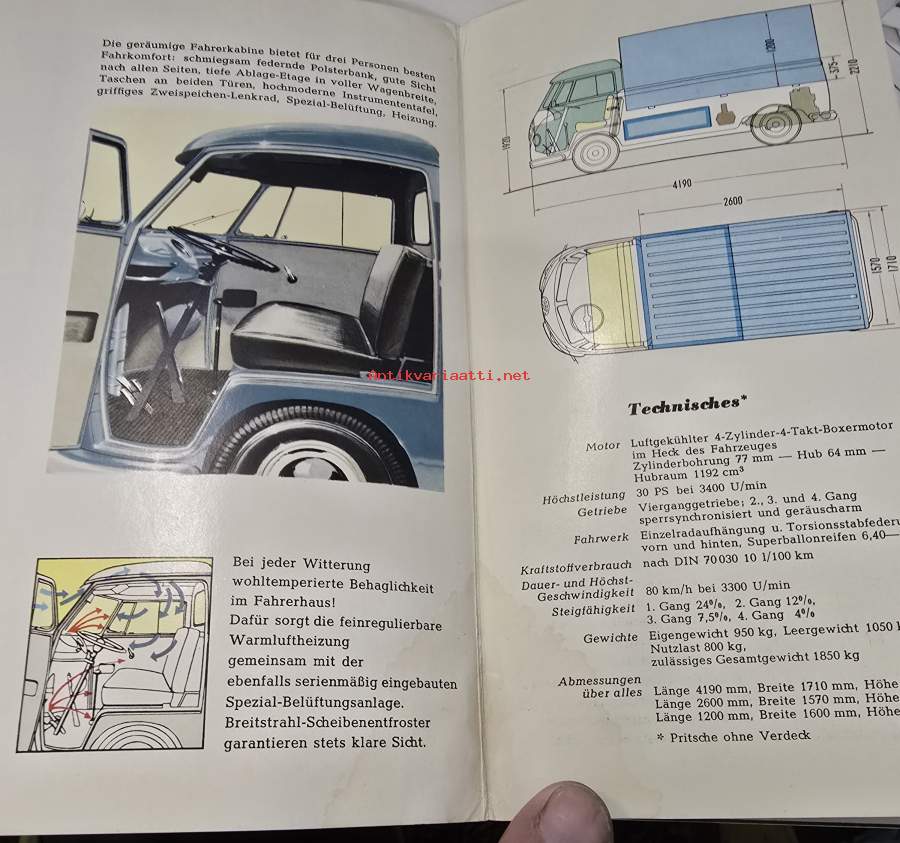 Die geräumige Fahrerkabine bietet für drei Personen besten
Fahrkomfort: schmiegsam federnde Polsterbank, gute Sicht
nach allen Seiten, tiefe Ablage-Etage in voller Wagenbreite,
Taschen an beiden Türen, hochmoderne Instrumententafel,
griffiges Zweispeichen-Lenkrad, Spezial-Belüftung, Heizung.
Antikvariaatti.net
Bei jeder Witterung
wohltemperierte Behaglichkeit
im Fahrerhaus!
Dafür sorgt die feinregulierbare
Warmluftheizung
gemeinsam mit der
ebenfalls serienmäßig eingebauten
Spezial-Belüftungsanlage.
Breitstrahl-Scheibenentfroster
garantieren stets klare Sicht.
4190
2600
1570
1710
Technisches*
Motor Luftgekühlter 4-Zylinder-4-Takt-Boxermotor
im Heck des Fahrzeuges
Zylinderbohrung 77 mm — Hub 64 mm —
Hubraum 1192 cm³
Höchstleistung 30 PS bei 3400 U/min
Getriebe Vierganggetriebe; 2., 3. und 4. Gang
sperrsynchronisiert und geräuscharm
Fahrwerk Einzelradaufhängung u. Torsionsstabfederu
vorn und hinten, Superballonreifen 6,40—
Kraftstoffverbrauch nach DIN 70030 10 l/100 km
Dauer- und Höchst-
Geschwindigkeit 80 km/h bei 3300 U/min
Steigfähigkeit 1. Gang 24%, 2. Gang 12%,
3. Gang 7,5%, 4. Gang 4%
Gewichte Eigengewicht 950 kg, Leergewicht 1050 k
Nutzlast 800 kg,
zulässiges Gesamtgewicht 1850 kg
Abmessungen
über alles Länge 4190 mm, Breite 1710 mm, Höhe
Länge 2600 mm, Breite 1570 mm, Höhe
Länge 1200 mm, Breite 1600 mm, Höhe
* Pritsche ohne Verdeck